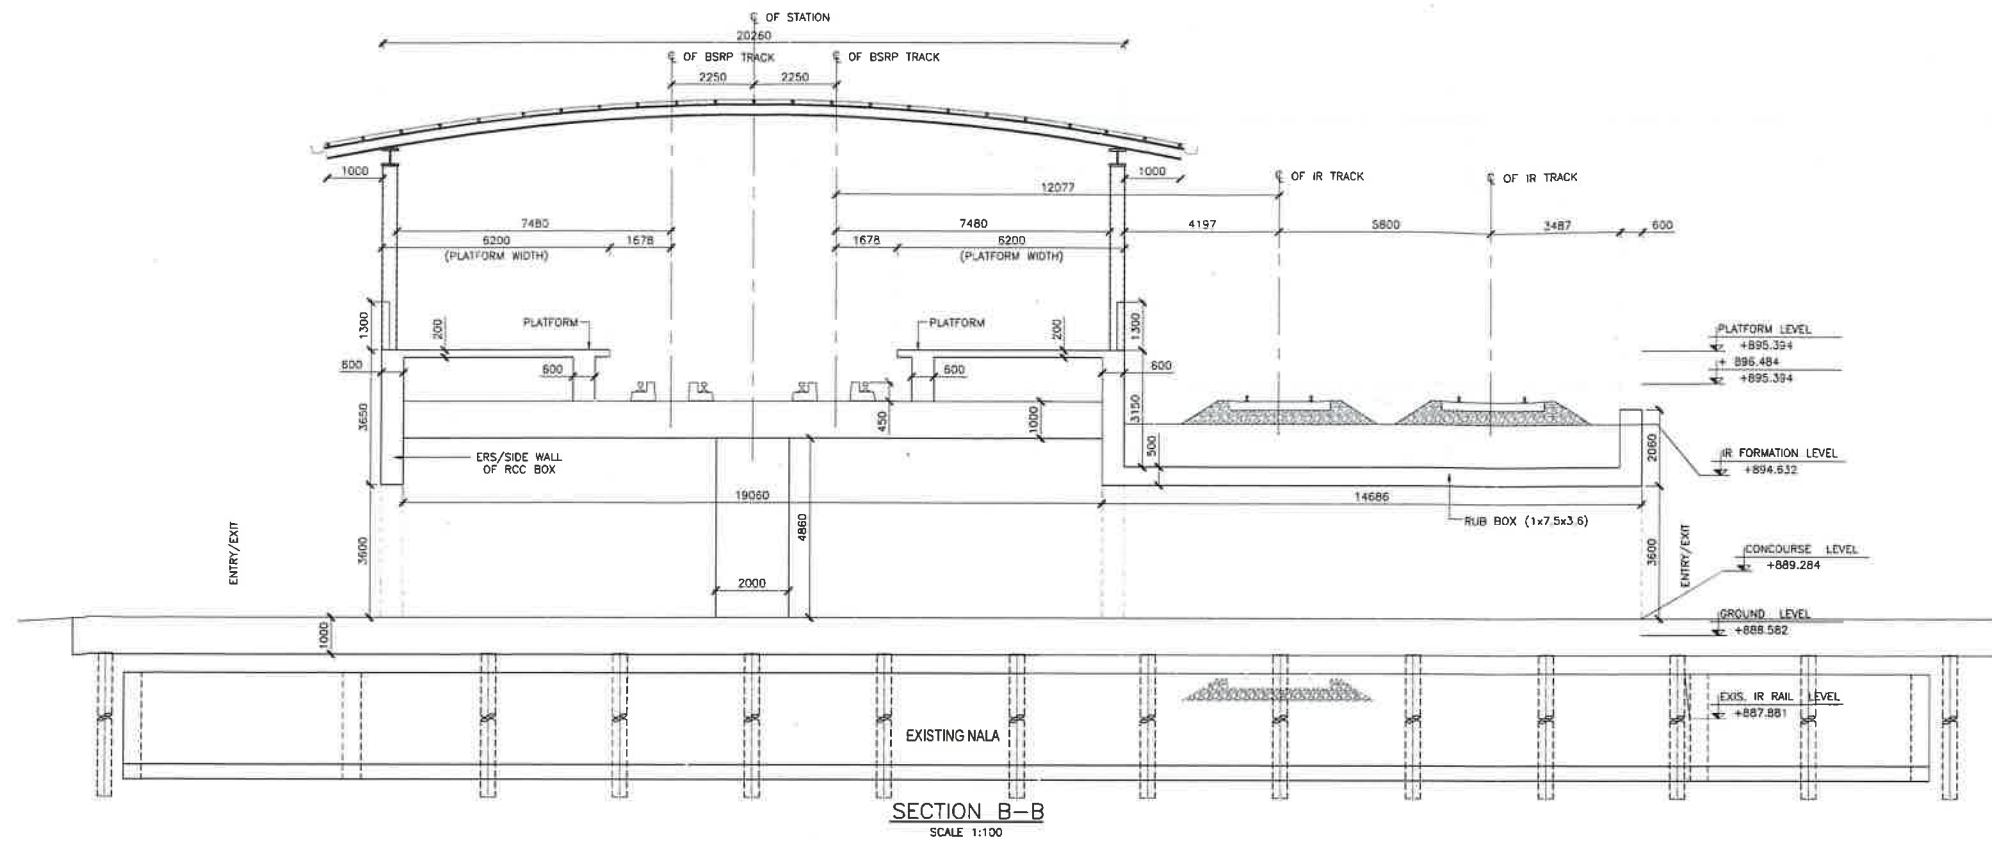 ℄ OF STATION
20260
℄ OF BSRP TRACK
℄ OF BSRP TRACK
2250
2250
1000
1000
℄ OF IR TRACK
℄ OF IR TRACK
12077
7480
7480
4197
5800
3487
600
6200
1678
1678
6200
(PLATFORM WIDTH)
(PLATFORM WIDTH)
1300
200
PLATFORM
PLATFORM
200
1300
PLATFORM LEVEL
+895.394
+ 896.484
+895.394
600
600
600
600
3650
450
1000
3150
500
2060
ERS/SIDE WALL
OF RCC BOX
IR FORMATION LEVEL
+894.632
19060
14686
RUB BOX (1x7.5x3.6)
ENTRY/EXIT
3600
4860
3600
ENTRY/EXIT
CONCOURSE LEVEL
+889.284
2000
GROUND LEVEL
+888.582
1000
EXIS. IR RAIL LEVEL
+887.881
EXISTING NALA
SECTION B-B
SCALE 1:100